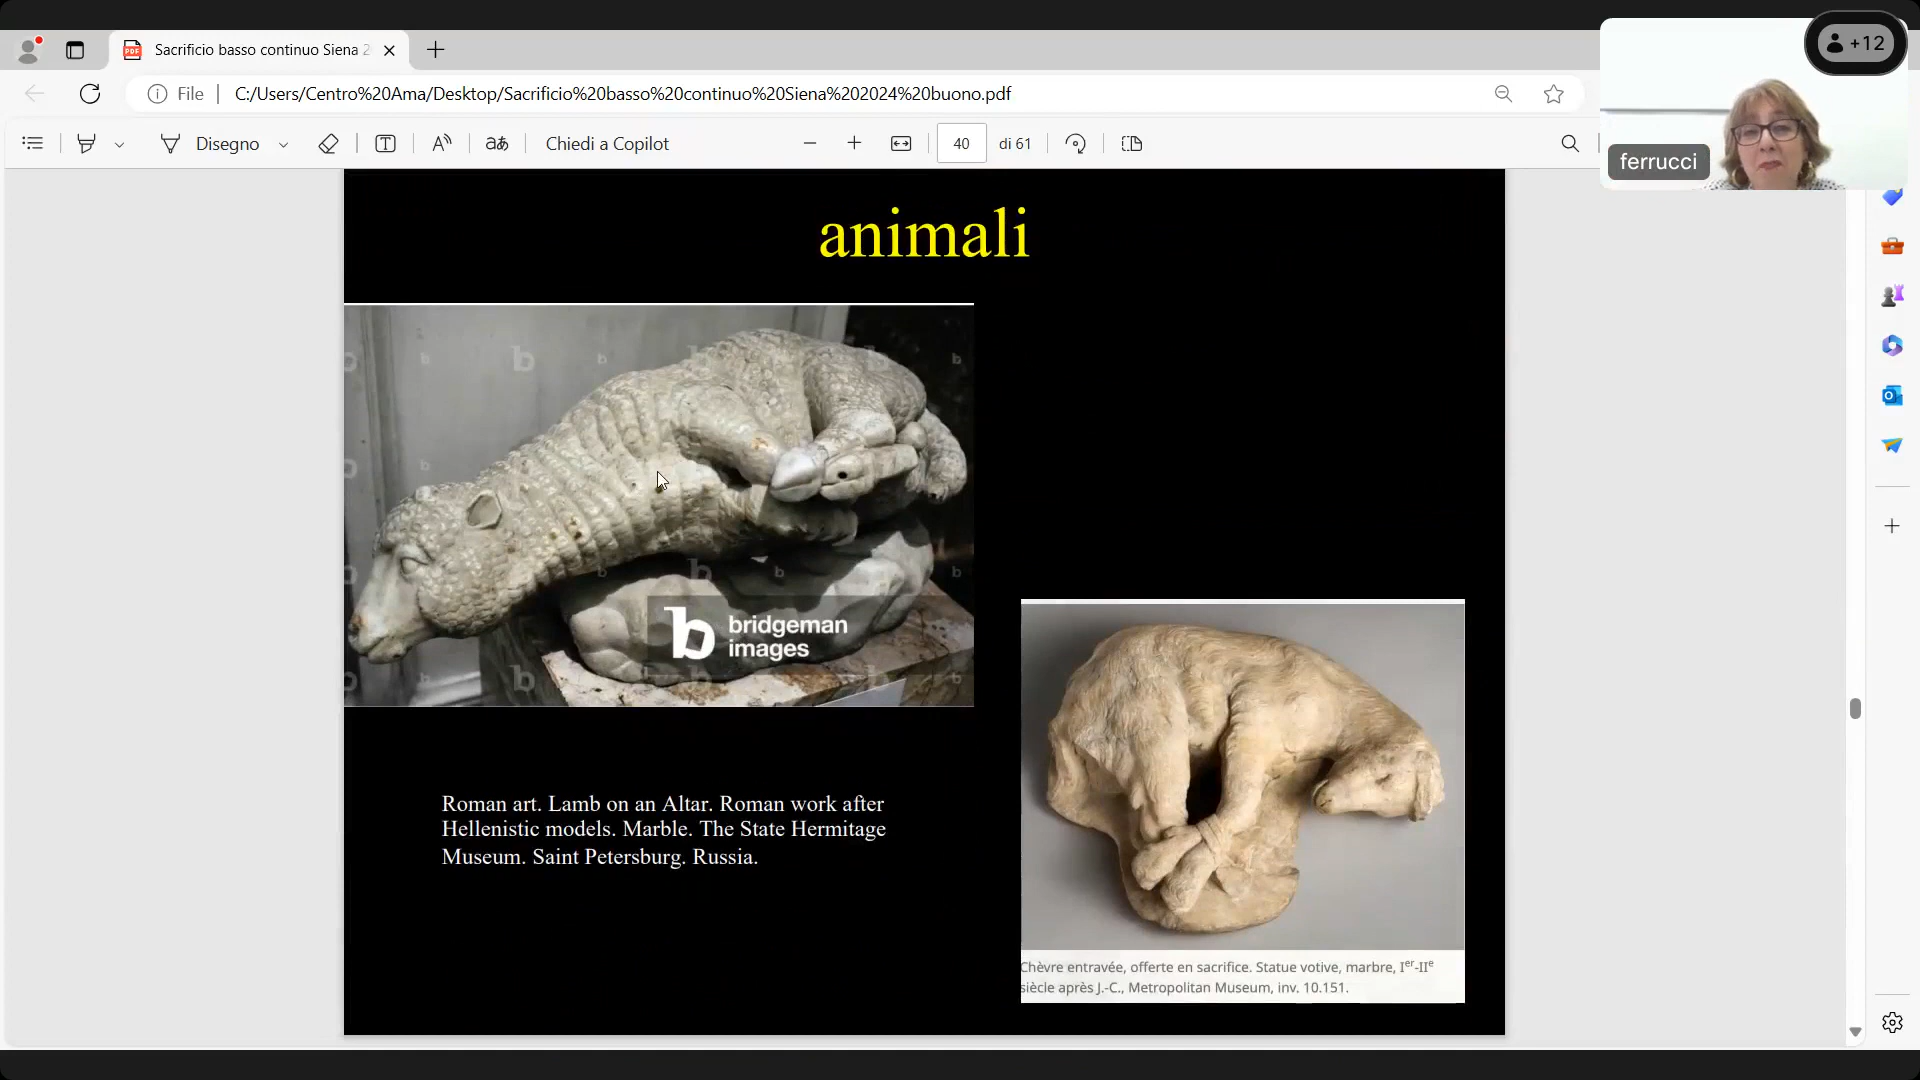 Sacrificio basso continuo Siena 2
+12
File
C:/Users/Centro%20Ama/Desktop/Sacrificio%20basso%20continuo%20Siena%202024%20buono.pdf
Disegno
Chiedi a Copilot
40
di 61
ferrucci
animali
b bridgeman
images
Roman art. Lamb on an Altar. Roman work after
Hellenistic models. Marble. The State Hermitage
Museum. Saint Petersburg. Russia.
Chèvre entravée, offerte en sacrifice. Statue votive, marbre, Ier-IIe
siècle après J.-C., Metropolitan Museum, inv. 10.151.